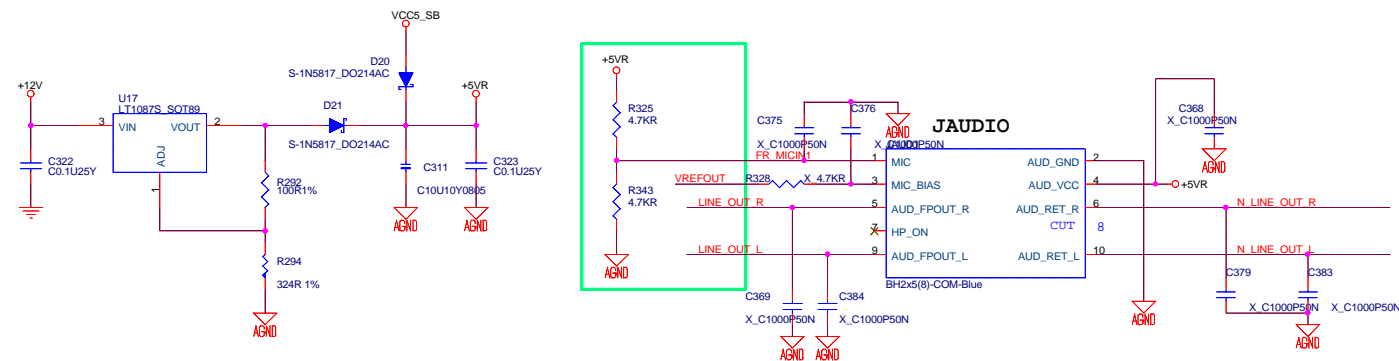 VCC5_SB
D20
S-1N5817_DO214AC
+12V
U17
LT1087S_SOT89
3
VIN
VOUT
2
ADJ
1
D21
S-1N5817_DO214AC
+5VR
C322
C0.1U25Y
R292
100R1%
C311
C10U10Y0805
C323
C0.1U25Y
AGND
AGND
R294
324R 1%
AGND
+5VR
R325
4.7KR
R343
4.7KR
AGND
C375
X_C1000P50N
C376
AGND
JAUDIO
FR_MICIN1
VREFOUT
R328
X_4.7KR
LINE_OUT_R
LINE_OUT_L
1
MIC
3
MIC_BIAS
5
AUD_FPOUT_R
7
HP_ON
9
AUD_FPOUT_L
AUD_GND
2
AUD_VCC
4
AUD_RET_R
6
CUT
8
AUD_RET_L
10
BH2x5(8)-COM-Blue
C368
X_C1000P50N
AGND
+5VR
N_LINE_OUT_R
N_LINE_OUT_L
C369
X_C1000P50N
C384
X_C1000P50N
AGND
AGND
AGND
C379
X_C1000P50N
C383
X_C1000P50N
AGND